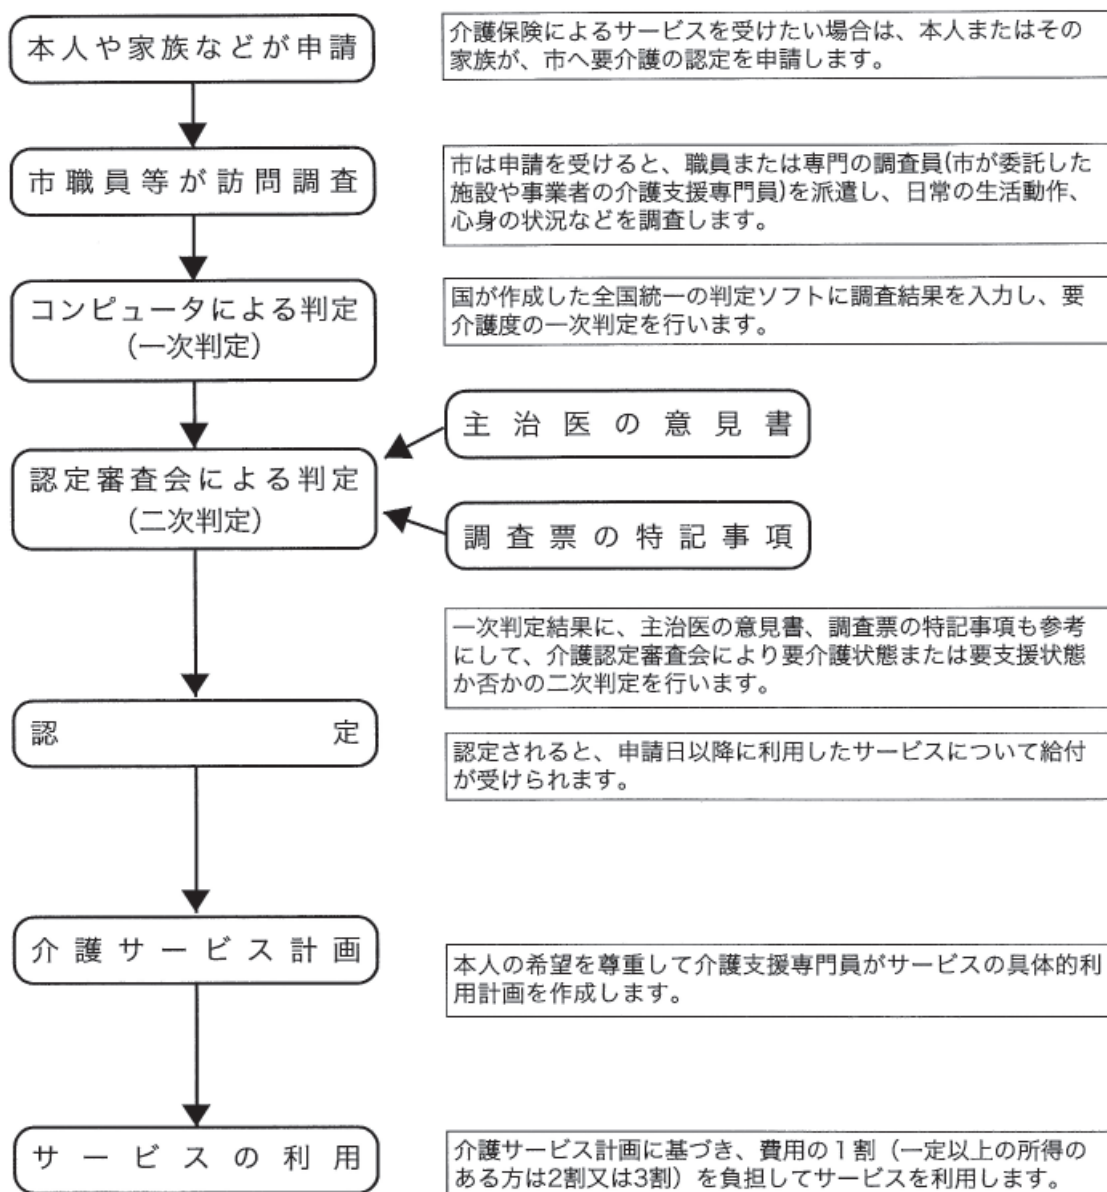 本人や家族などが申請
介護保険によるサービスを受けたい場合は、本人またはその
家族が、市へ要介護の認定を申請します。
市職員等が訪問調査
市は申請を受けると、職員または専門の調査員(市が委託した
施設や事業者の介護支援専門員)を派遣し、日常の生活動作、
心身の状況などを調査します。
コンピュータによる判定
(一次判定)
国が作成した全国統一の判定ソフトに調査結果を入力し、要
介護度の一次判定を行います。
主治医の意見書
認定審査会による判定
(二次判定)
調査票の特記事項
一次判定結果に、主治医の意見書、調査票の特記事項も参考
にして、介護認定審査会により要介護状態または要支援状態
か否かの二次判定を行います。
認定
認定されると、申請日以降に利用したサービスについて給付
が受けられます。
介護サービス計画
本人の希望を尊重して介護支援専門員がサービスの具体的利
用計画を作成します。
サービスの利用
介護サービス計画に基づき、費用の1割（一定以上の所得の
ある方は2割又は3割）を負担してサービスを利用します。